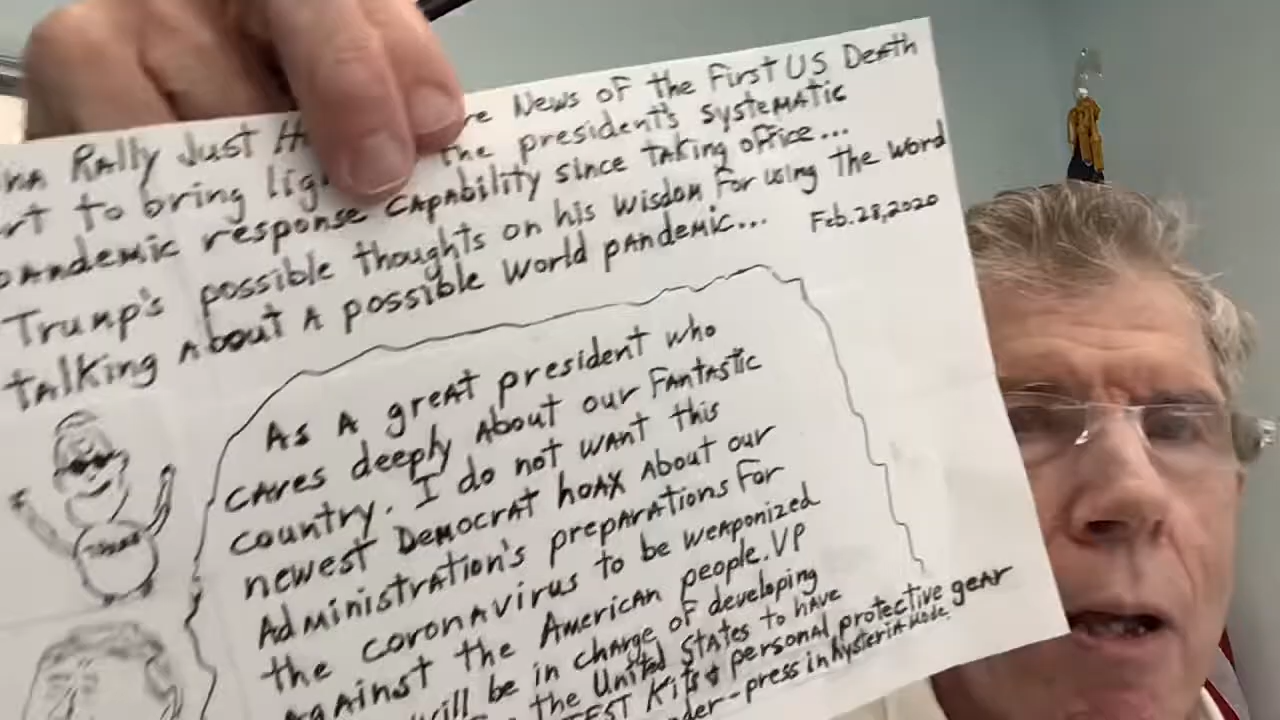 Rally Just News of the First US Death
to bring the president's systematic
pandemic response capability since taking office...
Trump's possible thoughts on his wisdom for using the word
talking about a possible world pandemic...
Feb. 28, 2020
As a great president who
cares deeply about our fantastic
country. I do not want this
newest Democrat hoax about our
Administration's preparations for
the coronavirus to be weaponized
against the American people. VP
will be in charge of developing
the United States to have
TEST Kits & personal protective gear
press in hysteria mode.